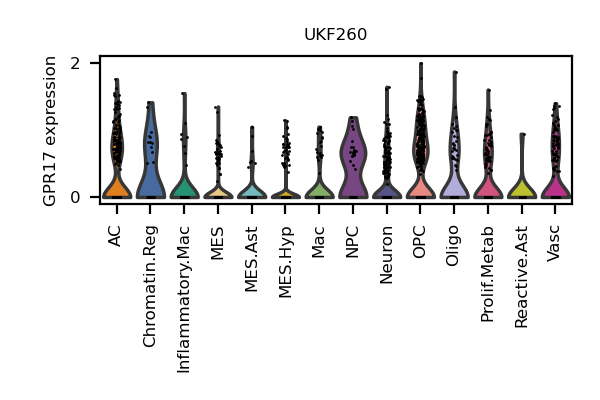 UKF260
GPR17 expression
2
0
AC
Chromatin.Reg
Inflammatory.Mac
MES
MES.Ast
MES.Hyp
Mac
NPC
Neuron
OPC
Oligo
Prolif.Metab
Reactive.Ast
Vasc